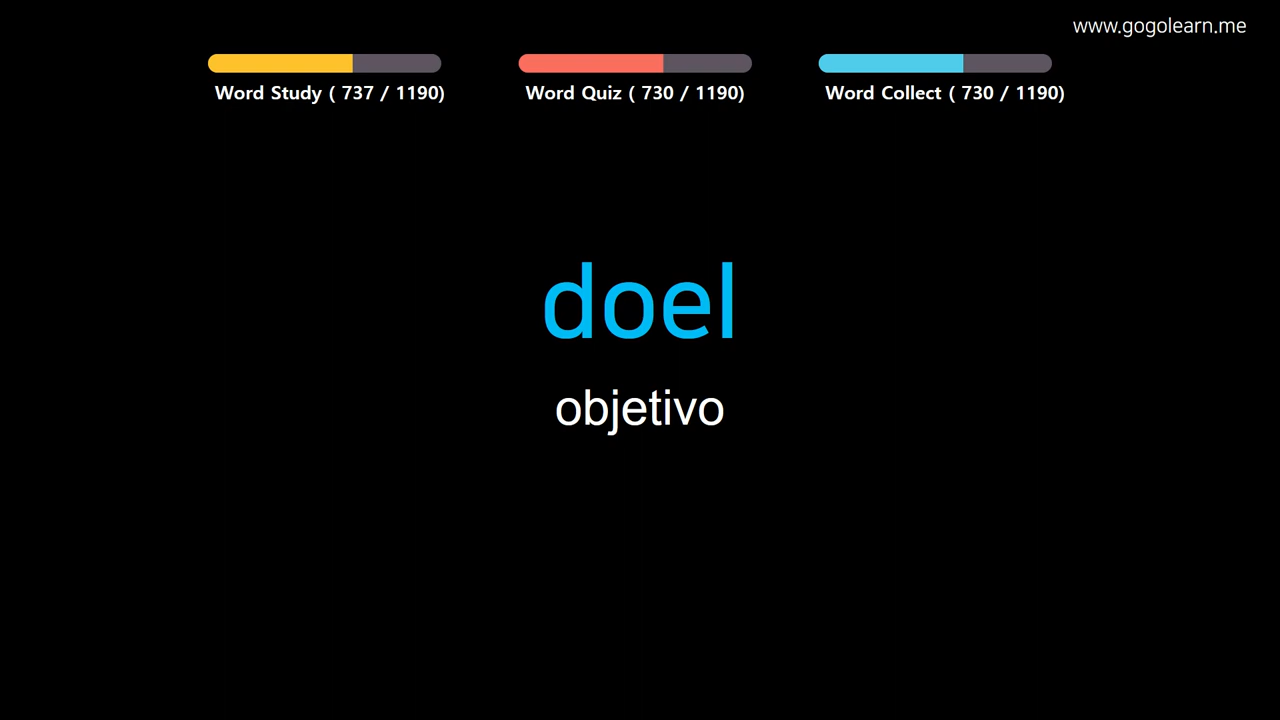 www.gogolearn.me
Word Study ( 737 / 1190)
Word Quiz ( 730 / 1190)
Word Collect ( 730 / 1190)
doel
objetivo